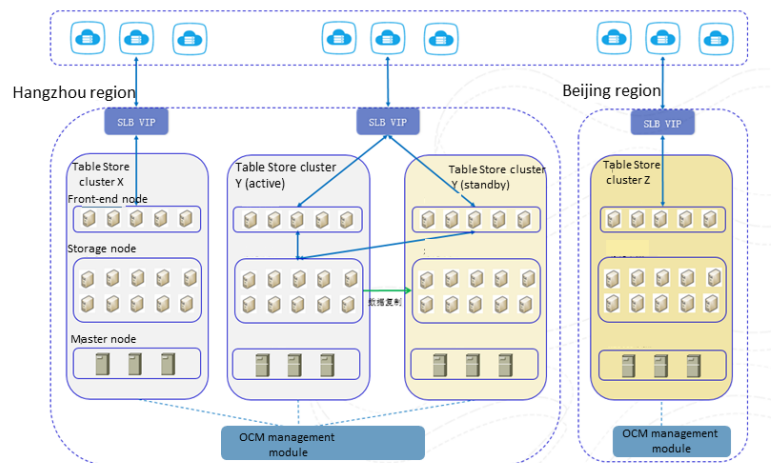 Hangzhou region
Beijing region
SLB VIP
SLB VIP
SLB VIP
Table Store
cluster X
Table Store cluster
Y (active)
Table Store cluster
Y (standby)
Table Store
cluster Z
Front-end node
Storage node
数据复制
Master node
OCM management
module
OCM management
module